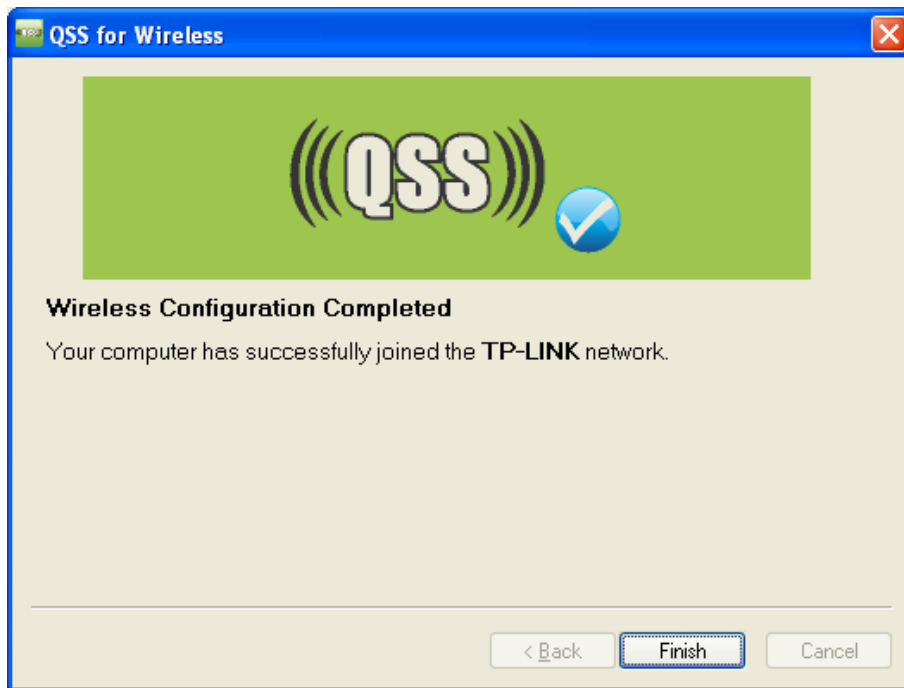 QSS for Wireless
QSS
Wireless Configuration Completed
Your computer has successfully joined the TP-LINK network.
< Back Finish Cancel